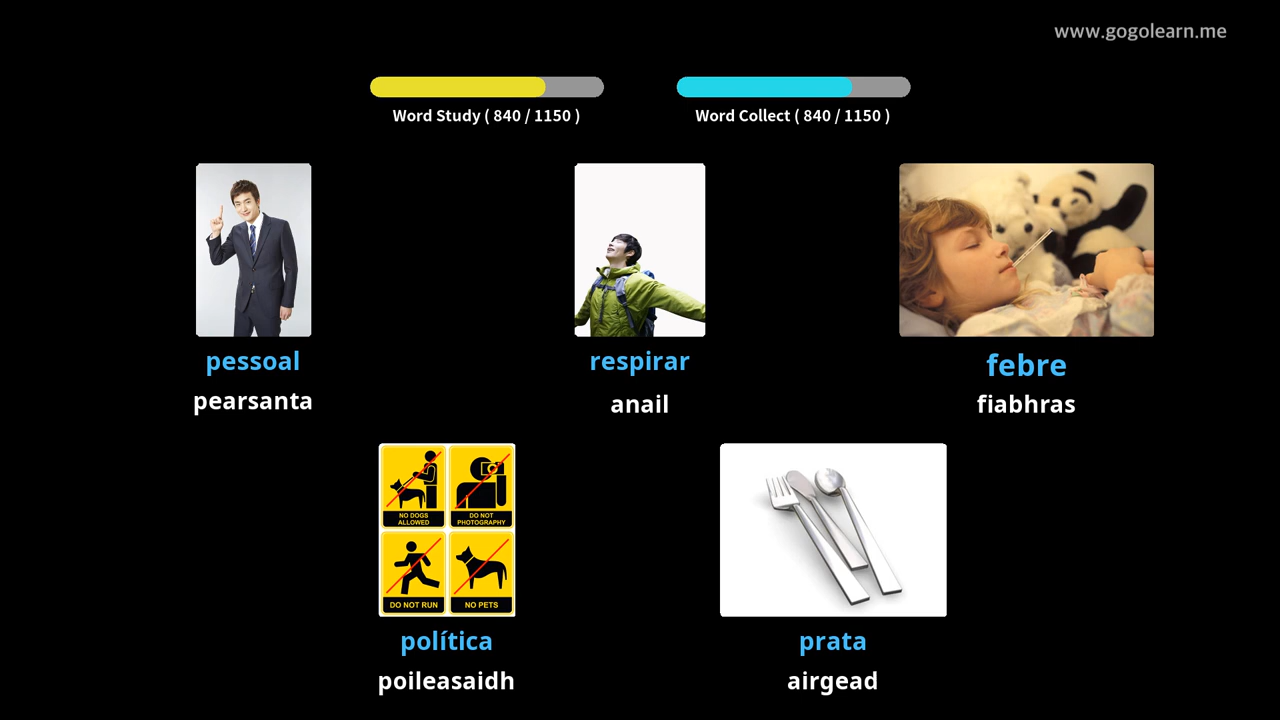 www.gogolearn.me
Word Study ( 840 / 1150 )
Word Collect ( 840 / 1150 )
pessoal
pearsanta
respirar
anail
febre
fiabhras
NO DOGS
ALLOWED
DO NOT
PHOTOGRAPHY
DO NOT RUN
NO PETS
política
poileasaidh
prata
airgead